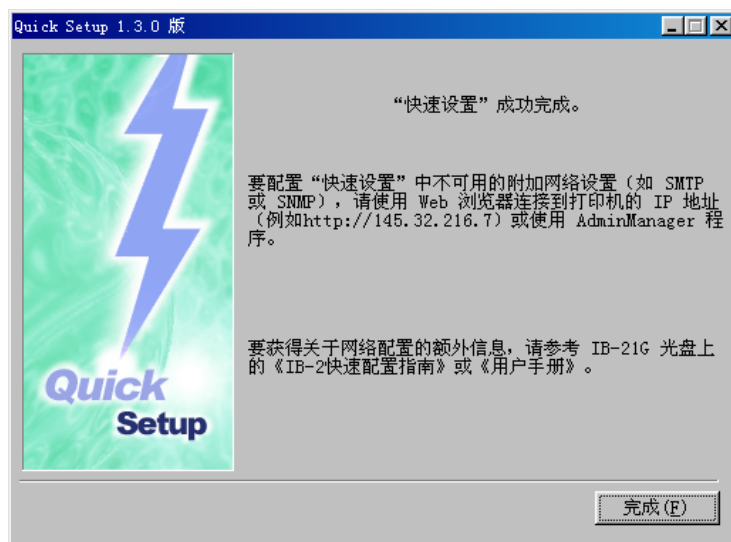 Quick Setup 1.3.0 版
“快速设置”成功完成。
要配置“快速设置”中不可用的附加网络设置（如 SMTP
或 SNMP），请使用 Web 浏览器连接到打印机的 IP 地址
（例如http://145.32.216.7）或使用 AdminManager 程
序。
要获得关于网络配置的额外信息，请参考 IB-21G 光盘上
的《IB-2快速配置指南》或《用户手册》。
Quick
Setup
完成(F)